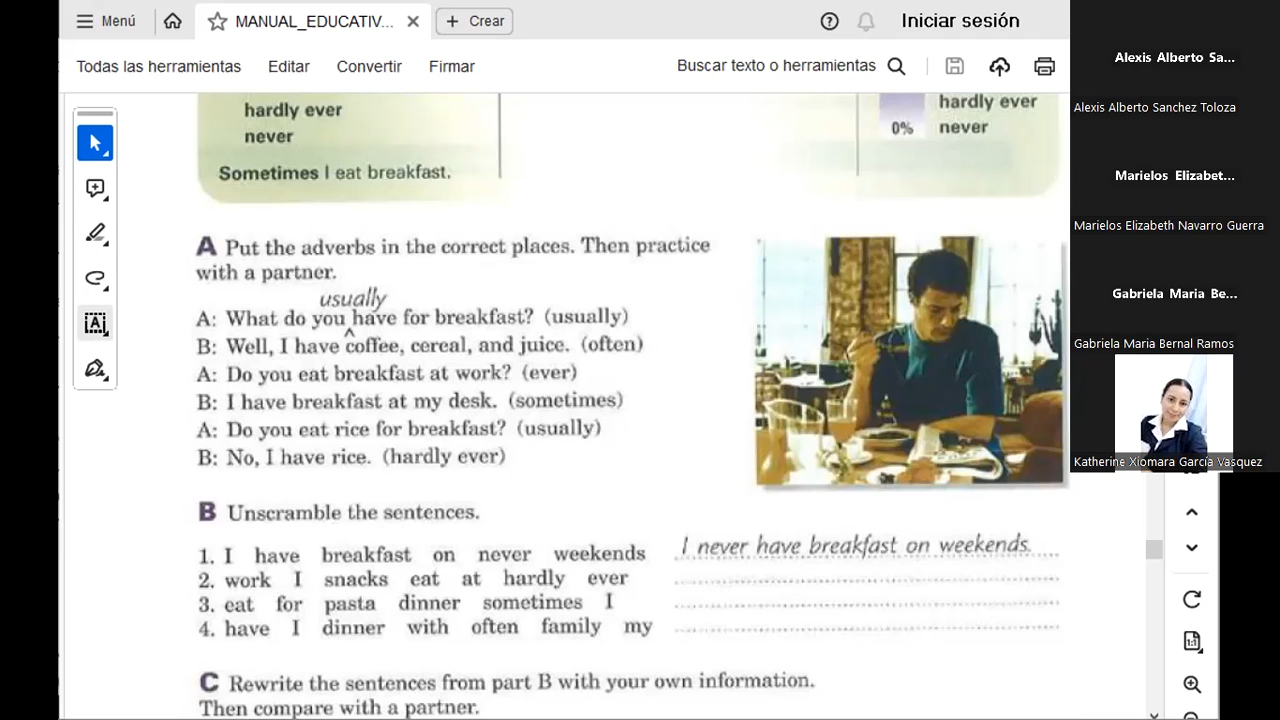 Menú
MANUAL_EDUCATIV...
Crear
Iniciar sesión
Todas las herramientas Editar Convertir Firmar
Buscar texto o herramientas
hardly ever
never
Sometimes I eat breakfast.
hardly ever
0% never
A Put the adverbs in the correct places. Then practice
with a partner.
usually
A: What do you have for breakfast? (usually)
B: Well, I have coffee, cereal, and juice. (often)
A: Do you eat breakfast at work? (ever)
B: I have breakfast at my desk. (sometimes)
A: Do you eat rice for breakfast? (usually)
B: No, I have rice. (hardly ever)
B Unscramble the sentences.
1. I have breakfast on never weekends I never have breakfast on weekends.
2. work I snacks eat at hardly ever
3. eat for pasta dinner sometimes I
4. have I dinner with often family my
C Rewrite the sentences from part B with your own information.
Then compare with a partner.
Alexis Alberto Sa...
Alexis Alberto Sanchez Toloza
Marielos Elizabet...
Marielos Elizabeth Navarro Guerra
Gabriela Maria Be...
Gabriela Maria Bernal Ramos
Katherine Xiomara García Vasquez